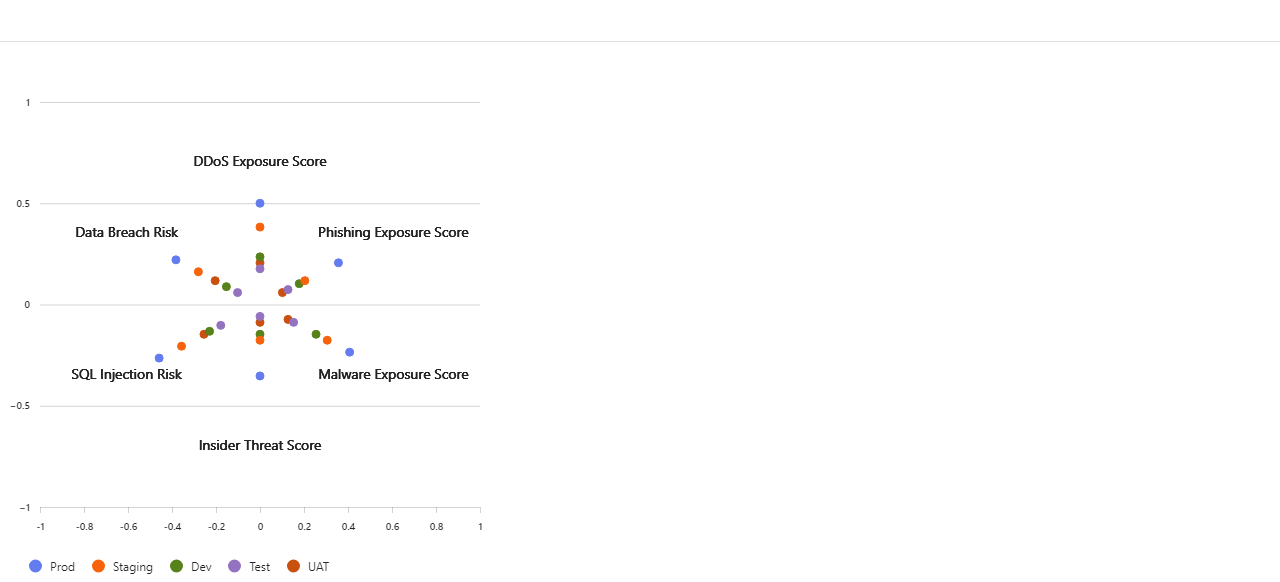 1
DDoS Exposure Score
0.5
Data Breach Risk
Phishing Exposure Score
0
SQL Injection Risk
Malware Exposure Score
−0.5
Insider Threat Score
−1
-1 -0.8 -0.6 -0.4 -0.2 0 0.2 0.4 0.6 0.8 1
Prod Staging Dev Test UAT